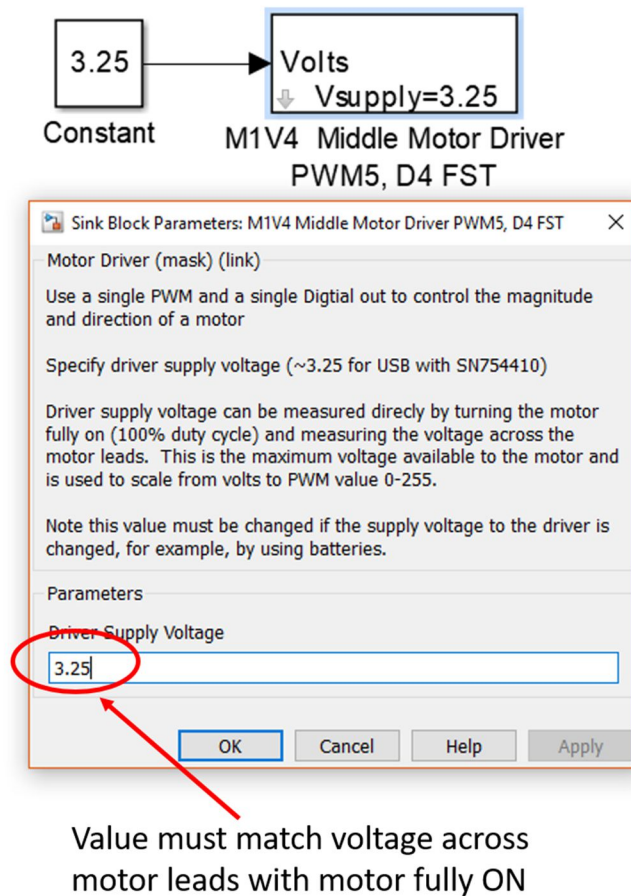 3.25
Constant
Volts
Vsupply=3.25
M1V4 Middle Motor Driver
PWM5, D4 FST
Sink Block Parameters: M1V4 Middle Motor Driver PWM5, D4 FST
Motor Driver (mask) (link)
Use a single PWM and a single Digtial out to control the magnitude
and direction of a motor
Specify driver supply voltage (~3.25 for USB with SN754410)
Driver supply voltage can be measured direcly by turning the motor
fully on (100% duty cycle) and measuring the voltage across the
motor leads. This is the maximum voltage available to the motor and
is used to scale from volts to PWM value 0-255.
Note this value must be changed if the supply voltage to the driver is
changed, for example, by using batteries.
Parameters
Driver Supply Voltage
3.25
OK Cancel Help Apply
Value must match voltage across
motor leads with motor fully ON